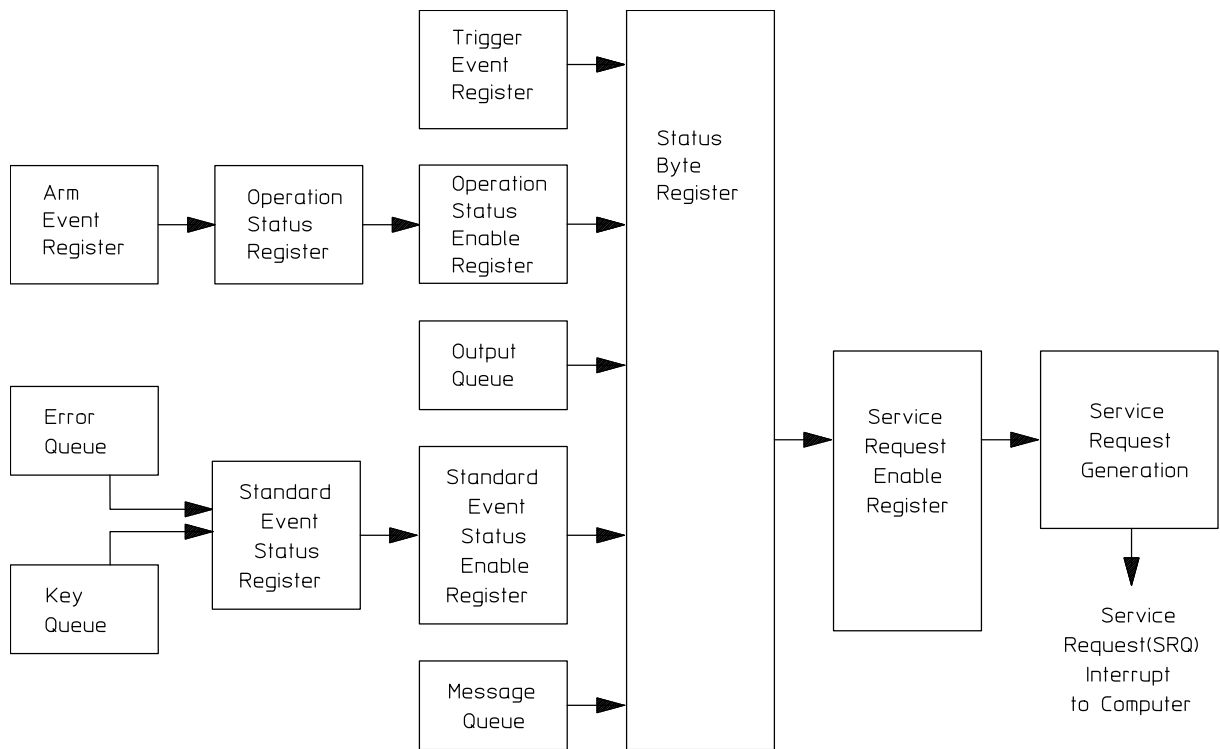 Trigger
Event
Register
Status
Byte
Register
Arm
Event
Register
Operation
Status
Register
Operation
Status
Enable
Register
Output
Queue
Error
Queue
Key
Queue
Standard
Event
Status
Register
Standard
Event
Status
Enable
Register
Message
Queue
Service
Request
Enable
Register
Service
Request
Generation
Service
Request(SRQ)
Interrupt
to Computer